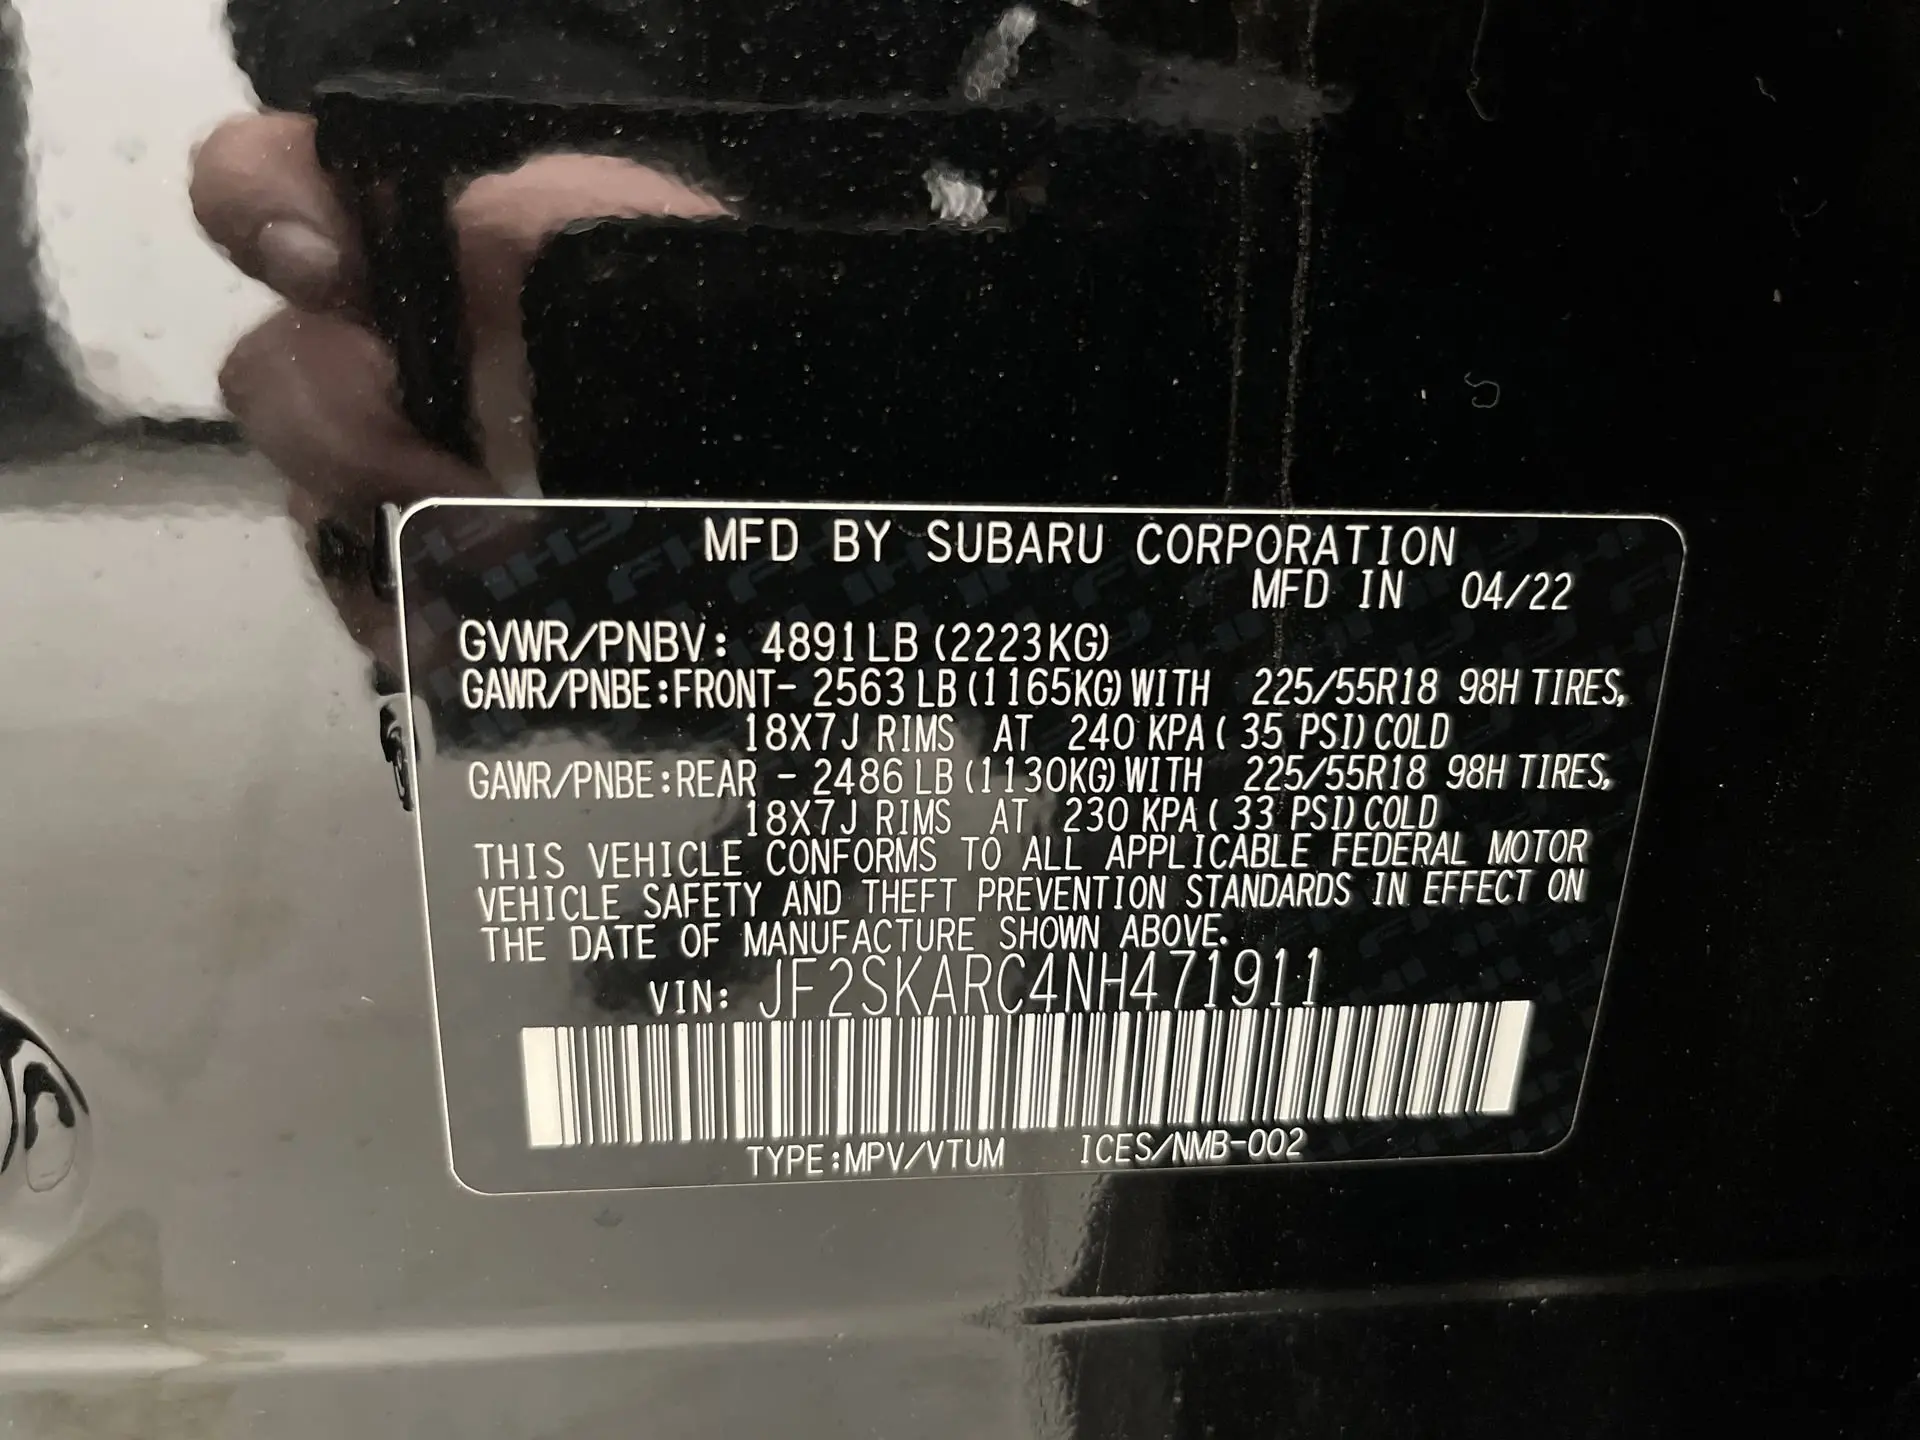 MFD BY SUBARU CORPORATION
MFD IN 04/22
GVWR/PNBV: 4891LB (2223KG)
GAWR/PNBE:FRONT- 2563 LB (1165KG) WITH 225/55R18 98H TIRES,
18X7J RIMS AT 240 KPA ( 35 PSI) COLD
GAWR/PNBE:REAR - 2486 LB (1130KG) WITH 225/55R18 98H TIRES,
18X7J RIMS AT 230 KPA ( 33 PSI) COLD
THIS VEHICLE CONFORMS TO ALL APPLICABLE FEDERAL MOTOR
VEHICLE SAFETY AND THEFT PREVENTION STANDARDS IN EFFECT ON
THE DATE OF MANUFACTURE SHOWN ABOVE.
VIN: JF2SKARC4NH471911
TYPE:MPV/VTUM ICES/NMB-002